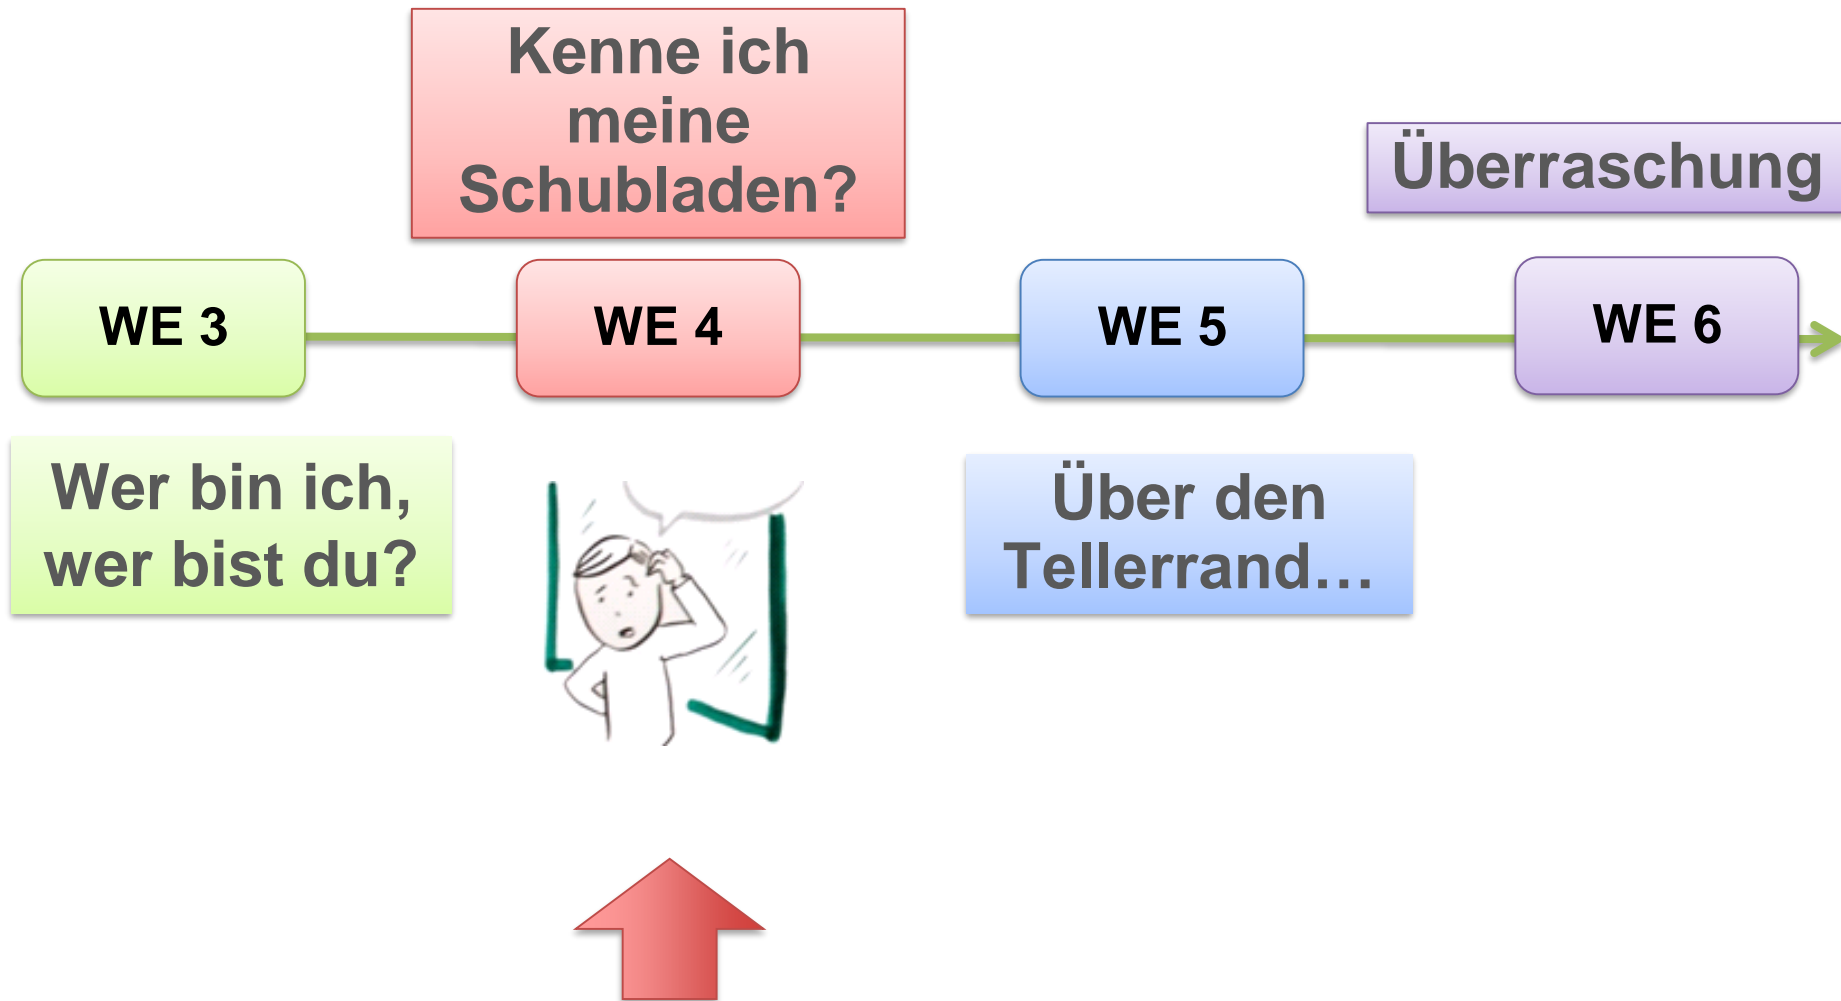 Kenne ich
meine
Schubladen?
Überraschung
WE 3
WE 4
WE 5
WE 6
Wer bin ich,
wer bist du?
Über den
Tellerrand…